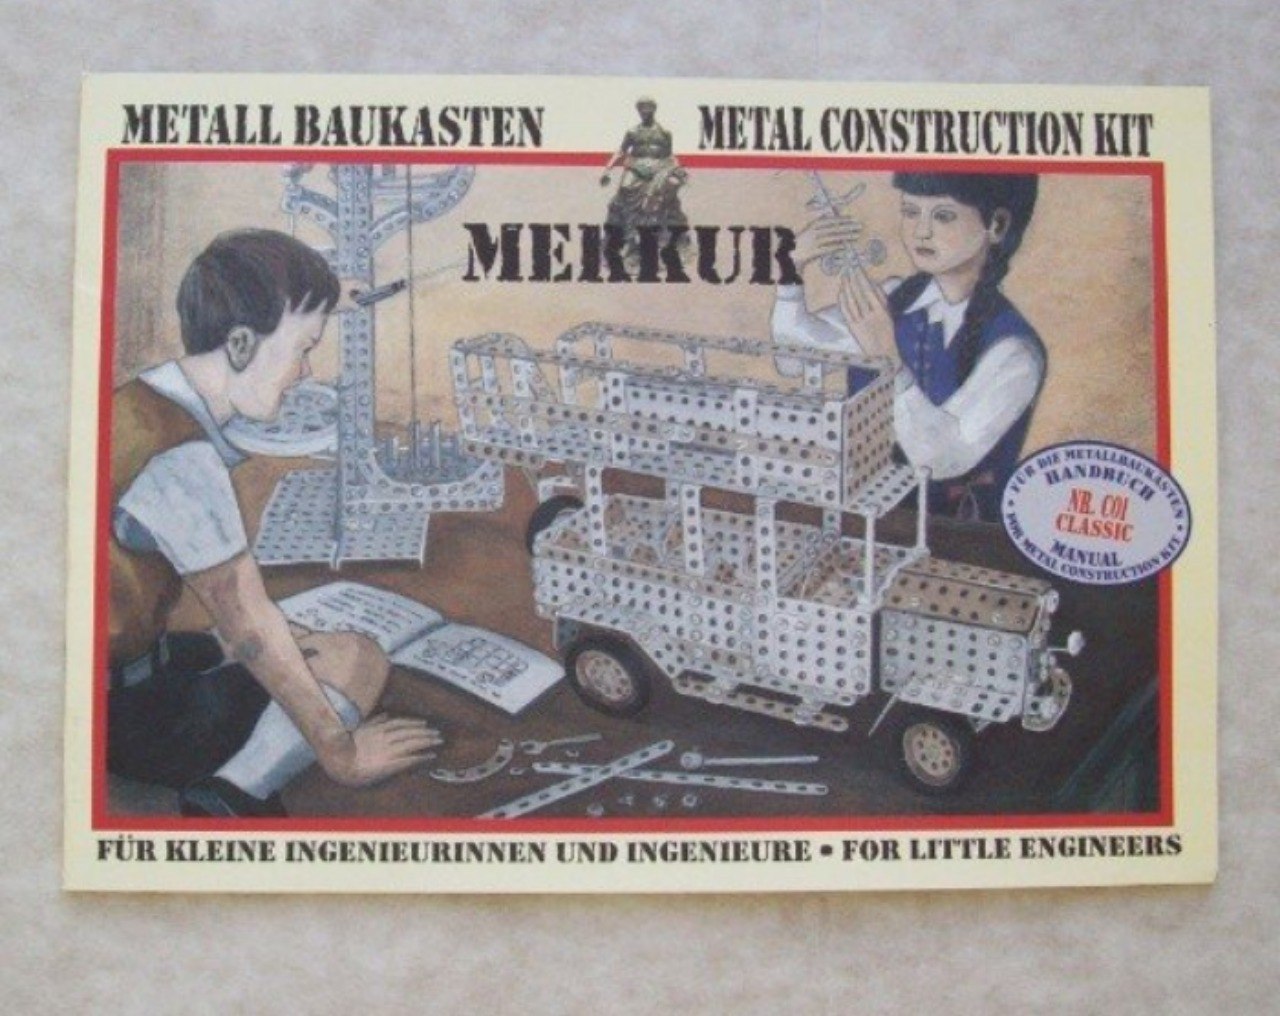 METALL BAUKASTEN
METAL CONSTRUCTION KIT
MERKUR
FÜR DIE METALLBAUKÄSTEN
HANDBUCH
NR. C01
CLASSIC
MANUAL
FOR METAL CONSTRUCTION KIT
FÜR KLEINE INGENIEURINNEN UND INGENIEURE • FOR LITTLE ENGINEERS